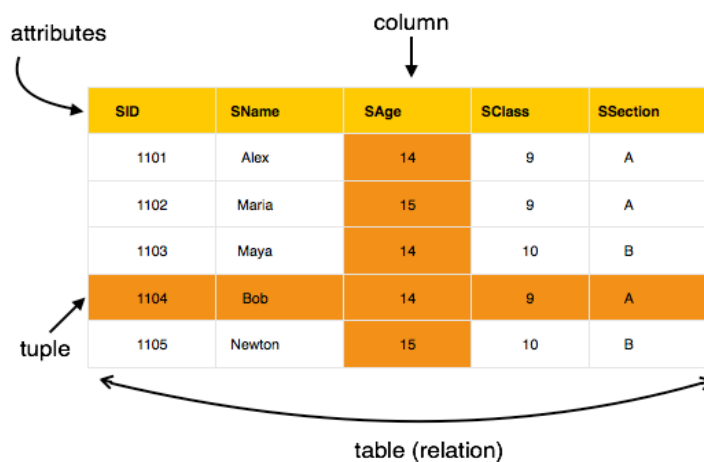 attributes
column
SID SName SAge SClass SSection
1101 Alex 14 9 A
1102 Maria 15 9 A
1103 Maya 14 10 B
1104 Bob 14 9 A
tuple
1105 Newton 15 10 B
table (relation)